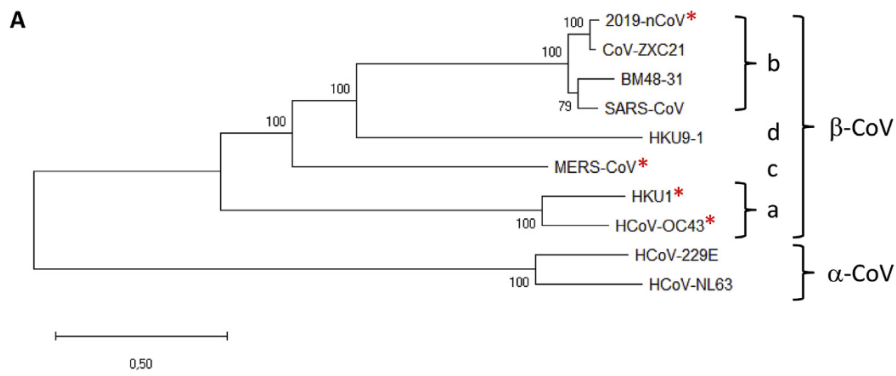 A
100 2019-nCoV*
100 CoV-ZXC21
b
100 BM48-31
79 SARS-CoV
100 HKU9-1 d
β-CoV
MERS-CoV* c
HKU1*
a
100 HCoV-OC43*
HCoV-229E
α-CoV
100 HCoV-NL63
0,50